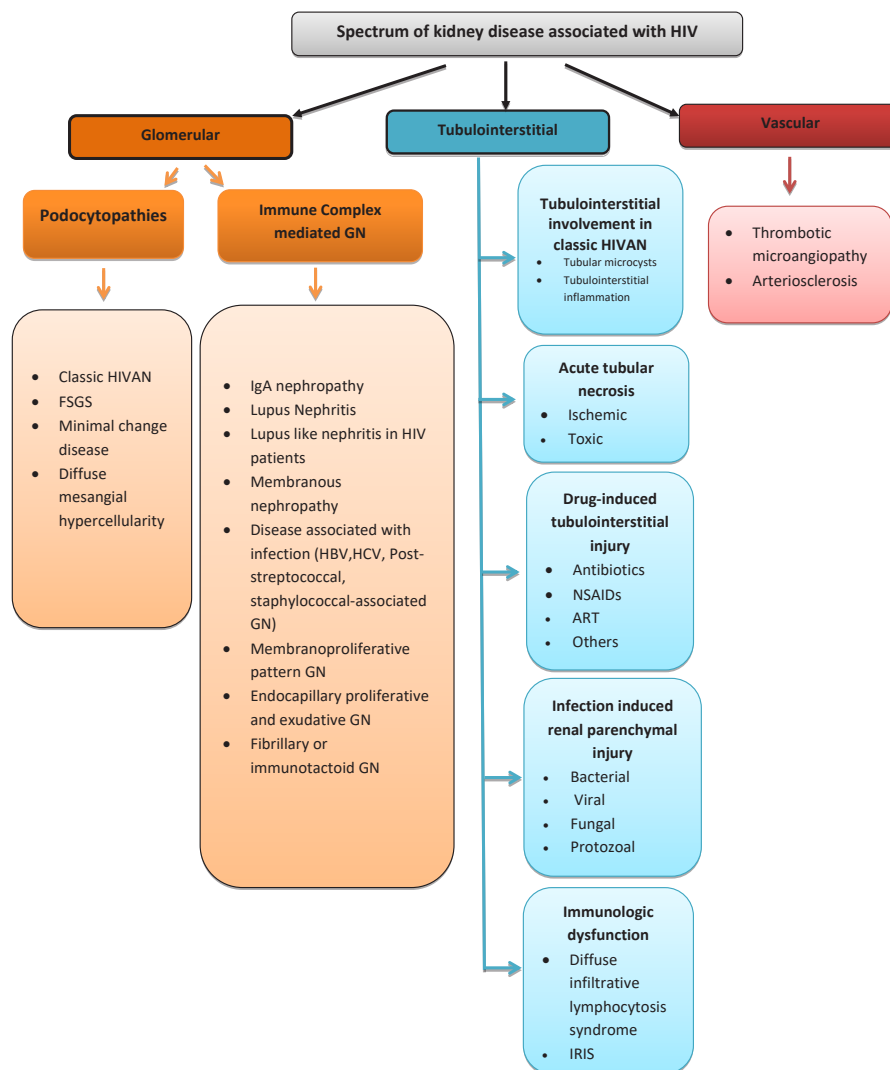 Spectrum of kidney disease associated with HIV
Glomerular
Tubulointerstitial
Vascular
Podocytopathies
Immune Complex
mediated GN
• Classic HIVAN
• FSGS
• Minimal change
disease
• Diffuse
mesangial
hypercellularity
• IgA nephropathy
• Lupus Nephritis
• Lupus like nephritis in HIV
patients
• Membranous
nephropathy
• Disease associated with
infection (HBV,HCV, Post-
streptococcal,
staphylococcal-associated
GN)
• Membranoproliferative
pattern GN
• Endocapillary proliferative
and exudative GN
• Fibrillary or
immunotactoid GN
Tubulointerstitial
involvement in
classic HIVAN
• Tubular microcysts
• Tubulointerstitial
inflammation
Acute tubular
necrosis
• Ischemic
• Toxic
Drug-induced
tubulointerstitial
injury
• Antibiotics
• NSAIDs
• ART
• Others
Infection induced
renal parenchymal
injury
• Bacterial
• Viral
• Fungal
• Protozoal
Immunologic
dysfunction
• Diffuse
infiltrative
lymphocytosis
syndrome
• IRIS
• Thrombotic
microangiopathy
• Arteriosclerosis